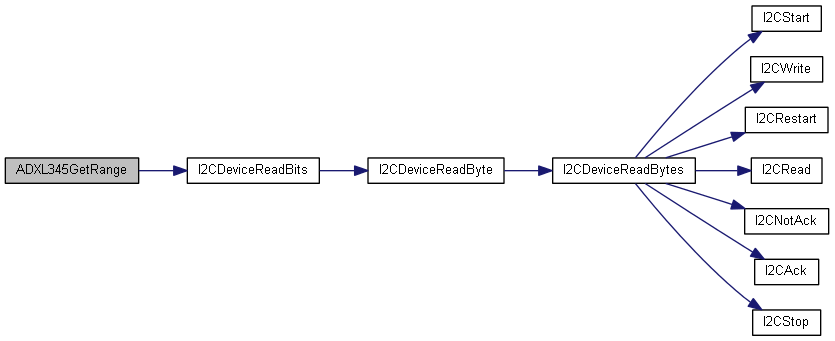 ADXL345GetRange
I2CDeviceReadBits
I2CDeviceReadByte
I2CDeviceReadBytes
I2CStart
I2CWrite
I2CRestart
I2CRead
I2CNotAck
I2CAck
I2CStop